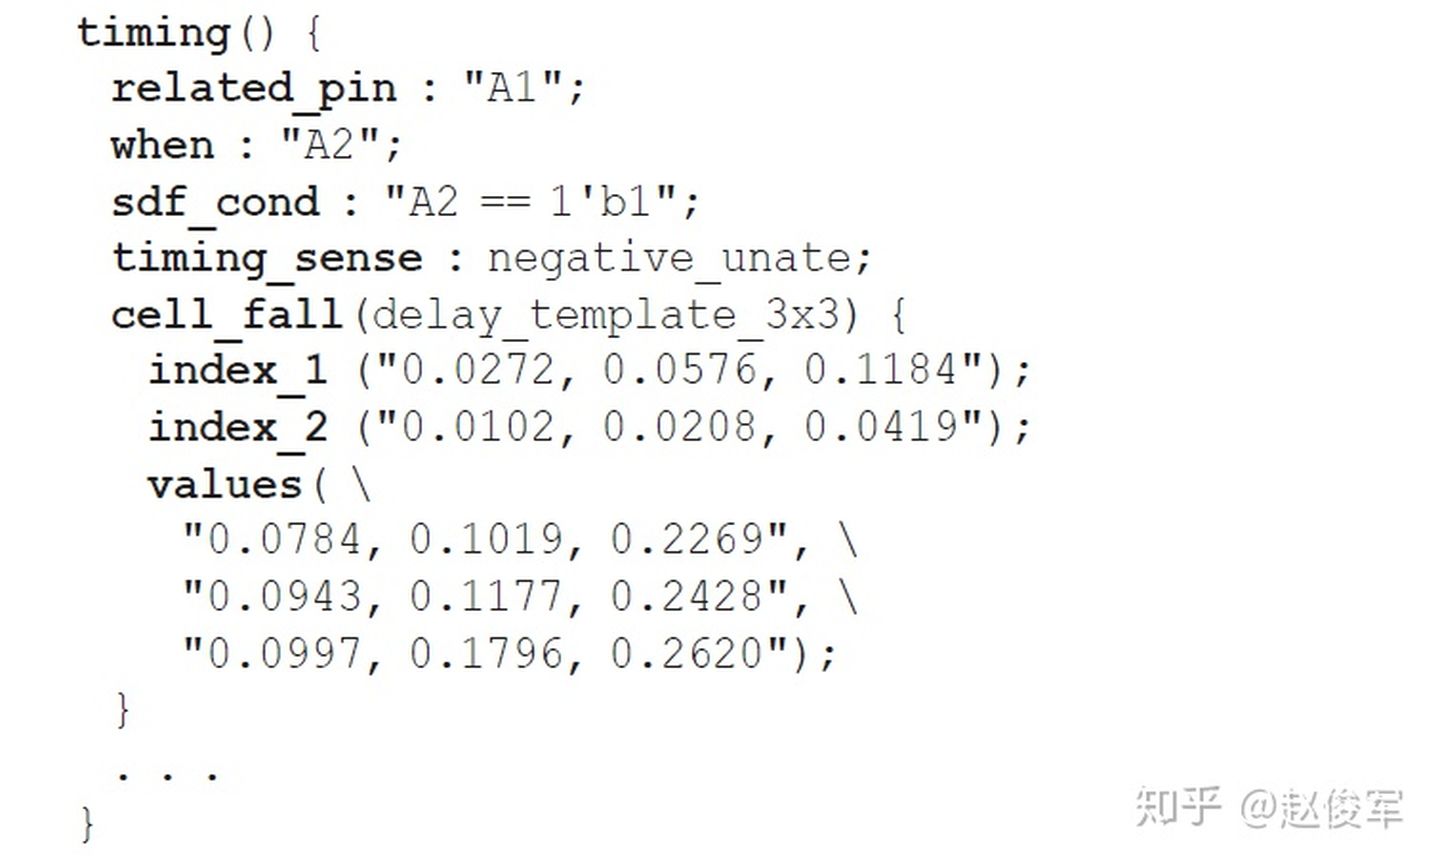 timing() {
related_pin : "A1";
when : "A2";
sdf_cond : "A2 == 1'b1";
timing_sense : negative_unate;
cell_fall(delay_template_3x3) {
index_1 ("0.0272, 0.0576, 0.1184");
index_2 ("0.0102, 0.0208, 0.0419");
values( \
"0.0784, 0.1019, 0.2269", \
"0.0943, 0.1177, 0.2428", \
"0.0997, 0.1796, 0.2620");
}
. . .
}
知乎 @赵俊军